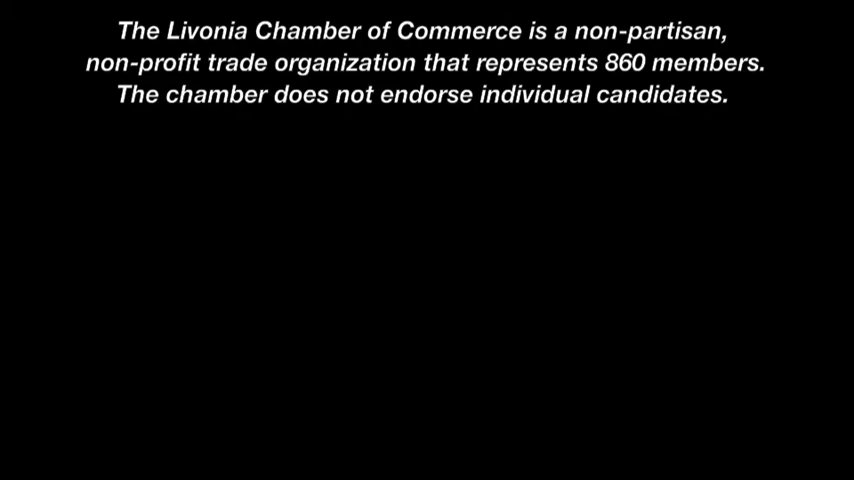 The Livonia Chamber of Commerce is a non-partisan,
non-profit trade organization that represents 860 members.
The chamber does not endorse individual candidates.